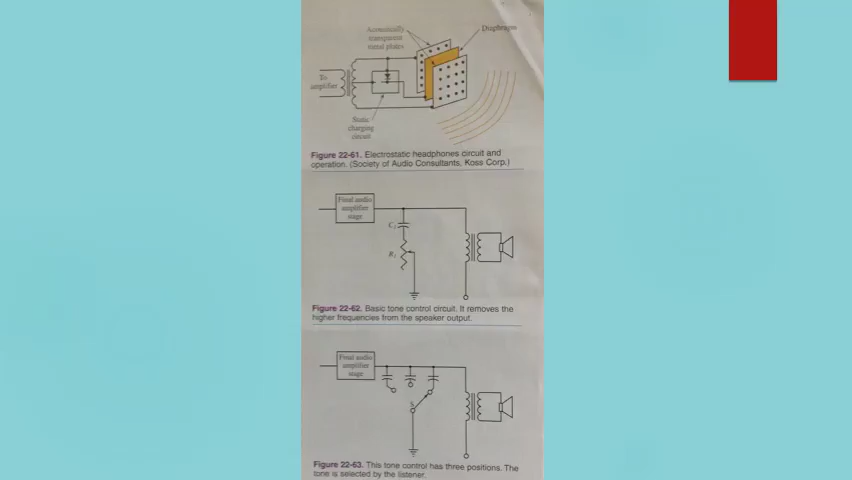 Acoustically
transparent
metal plates
Diaphragm
To
amplifier
Static
charging
circuit
Figure 22-61. Electrostatic headphones circuit and
operation. (Society of Audio Consultants, Koss Corp.)
Final audio
amplifier
stage
C1
R1
Figure 22-62. Basic tone control circuit. It removes the
higher frequencies from the speaker output.
Final audio
amplifier
stage
S
Figure 22-63. This tone control has three positions. The
tone is selected by the listener.